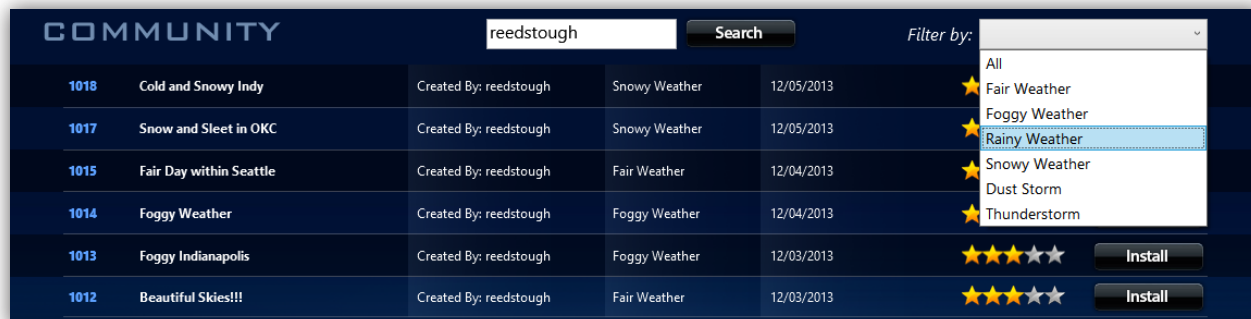 COMMUNITY reedstough Search Filter by:
All
Fair Weather
Foggy Weather
Rainy Weather
Snowy Weather
Dust Storm
Thunderstorm
1018 Cold and Snowy Indy Created By: reedstough Snowy Weather 12/05/2013
1017 Snow and Sleet in OKC Created By: reedstough Snowy Weather 12/05/2013
1015 Fair Day within Seattle Created By: reedstough Fair Weather 12/04/2013
1014 Foggy Weather Created By: reedstough Foggy Weather 12/04/2013
1013 Foggy Indianapolis Created By: reedstough Foggy Weather 12/03/2013 Install
1012 Beautiful Skies!!! Created By: reedstough Fair Weather 12/03/2013 Install